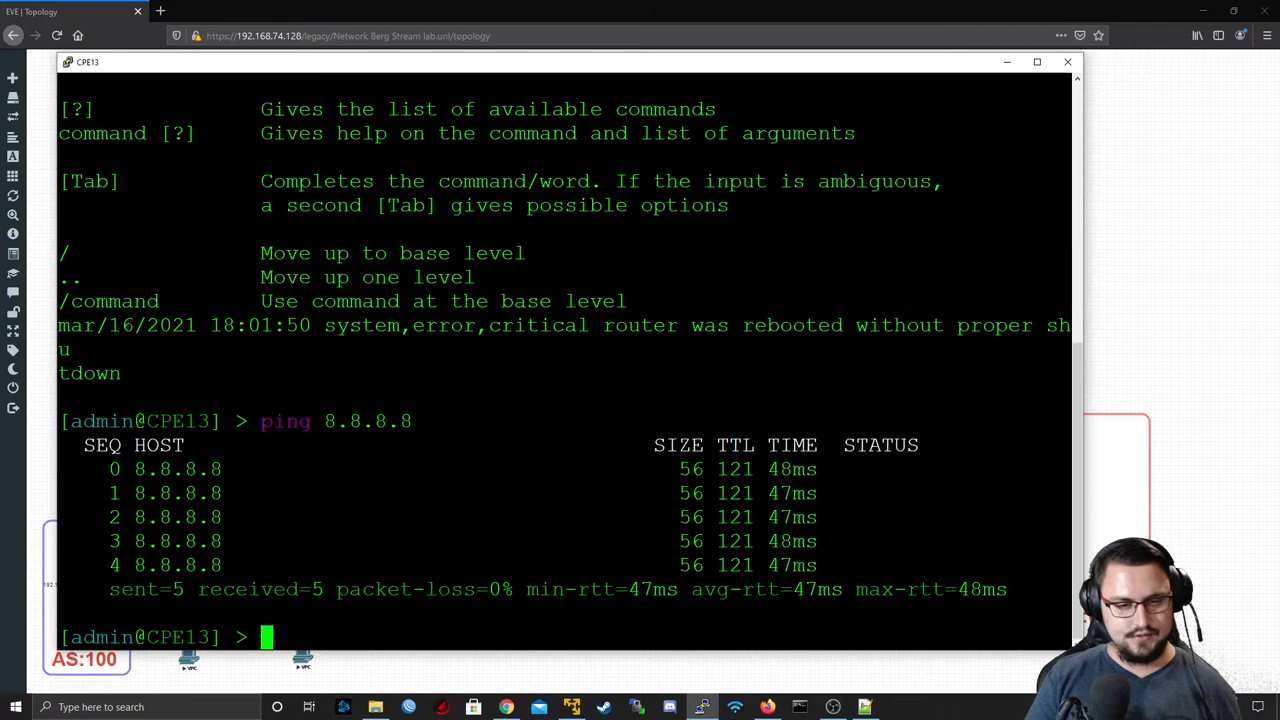 EVE | Topology
https://192.168.74.128/legacy/Network Berg Stream lab.unl/topology
CPE13
[?] Gives the list of available commands
command [?] Gives help on the command and list of arguments
[Tab] Completes the command/word. If the input is ambiguous,
a second [Tab] gives possible options
/ Move up to base level
.. Move up one level
/command Use command at the base level
mar/16/2021 18:01:50 system,error,critical router was rebooted without proper sh
u
tdown
[admin@CPE13] > ping 8.8.8.8
SEQ HOST SIZE TTL TIME STATUS
0 8.8.8.8 56 121 48ms
1 8.8.8.8 56 121 47ms
2 8.8.8.8 56 121 47ms
3 8.8.8.8 56 121 48ms
4 8.8.8.8 56 121 47ms
sent=5 received=5 packet-loss=0% min-rtt=47ms avg-rtt=47ms max-rtt=48ms
[admin@CPE13] >
192.
AS:100
VPC
VPC
Type here to search